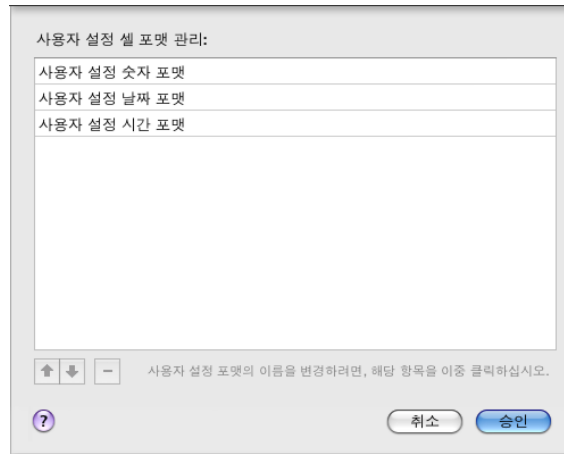 사용자 설정 셀 포맷 관리:
사용자 설정 숫자 포맷
사용자 설정 날짜 포맷
사용자 설정 시간 포맷
사용자 설정 포맷의 이름을 변경하려면, 해당 항목을 이중 클릭하십시오.
?
취소
승인